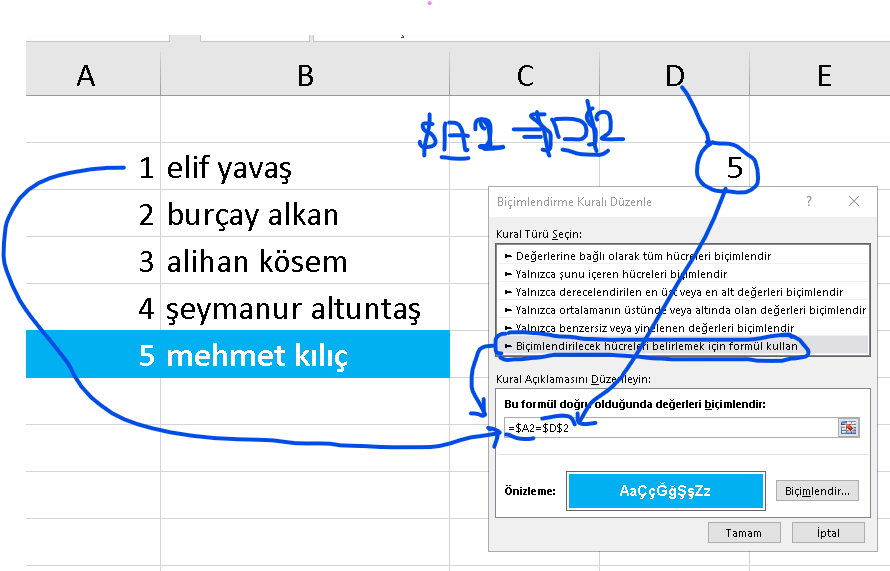 A B C D E
$A2 =$D$2
1 elif yavaş 5
2 burçay alkan
3 alihan kösem
4 şeymanur altuntaş
5 mehmet kılıç
Biçimlendirme Kuralı Düzenle ?
Kural Türü Seçin:
► Değerlerine bağlı olarak tüm hücreleri biçimlendir
► Yalnızca şunu içeren hücreleri biçimlendir
► Yalnızca derecelendirilen en üst veya en alt değerleri biçimlendir
► Yalnızca ortalamanın üstünde veya altında olan değerleri biçimlendir
► Yalnızca benzersiz veya yinelenen değerleri biçimlendir
► Biçimlendirilecek hücreleri belirlemek için formül kullan
Kural Açıklamasını Düzenleyin:
Bu formül doğru olduğunda değerleri biçimlendir:
=$A2=$D$2
Önizleme: AaÇçĞğŞşZz Biçimlendir...
Tamam İptal